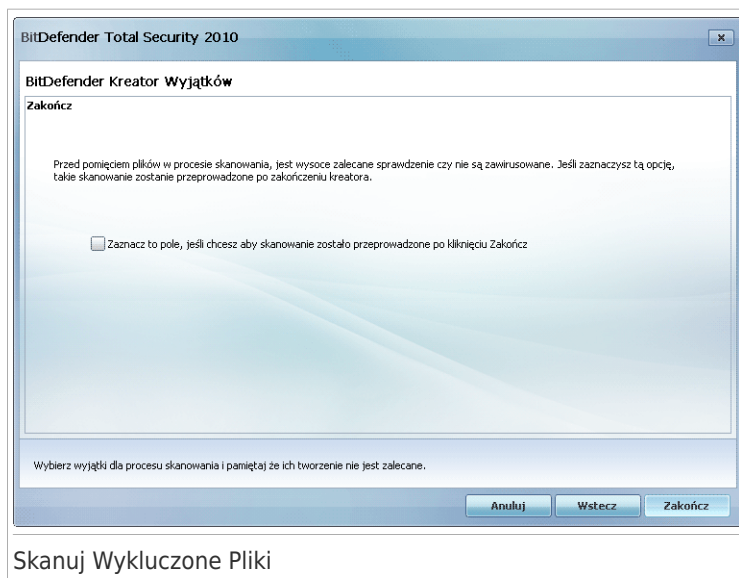 BitDefender Total Security 2010
BitDefender Kreator Wyjątków
Zakończ
Przed pomięciem plików w procesie skanowania, jest wysoce zalecane sprawdzenie czy nie są zawirusowane. Jeśli zaznaczysz tą opcję,
takie skanowanie zostanie przeprowadzone po zakończeniu kreatora.
Zaznacz to pole, jeśli chcesz aby skanowanie zostało przeprowadzone po kliknięciu Zakończ
Wybierz wyjątki dla procesu skanowania i pamiętaj że ich tworzenie nie jest zalecane.
Anuluj Wstecz Zakończ
Skanuj Wykluczone Pliki